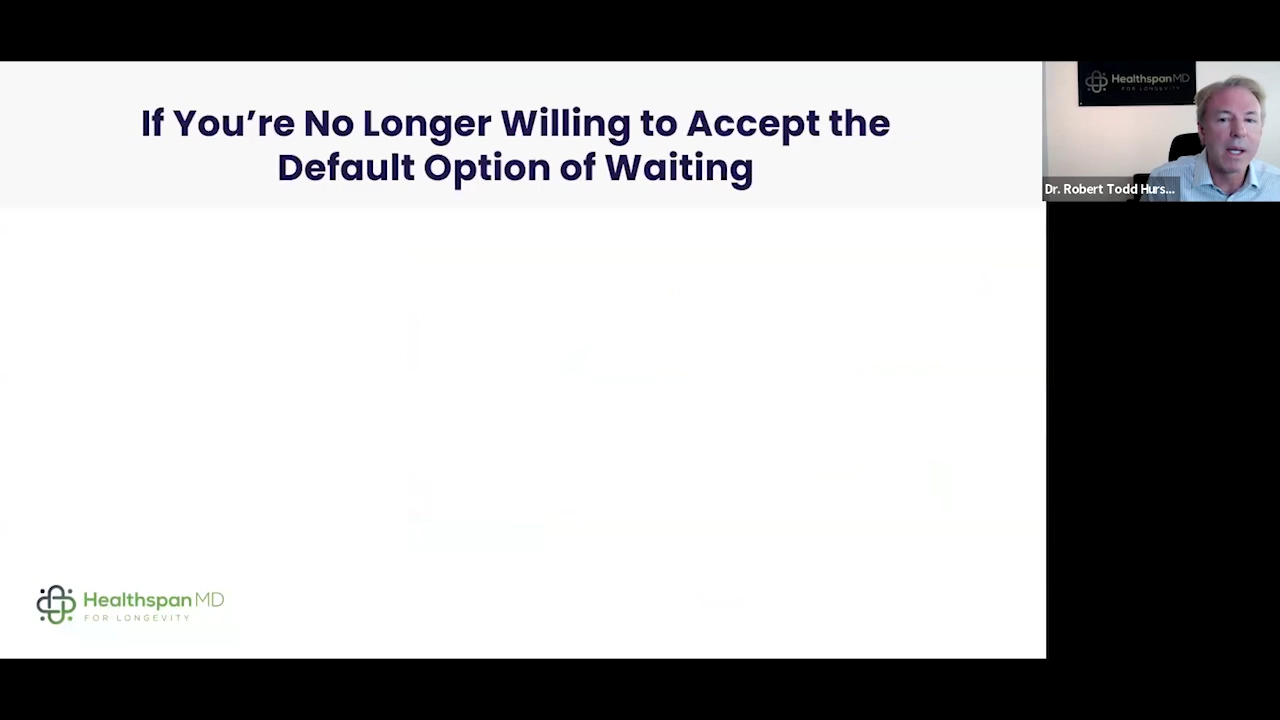 If You’re No Longer Willing to Accept the
Default Option of Waiting
HealthspanMD
FOR LONGEVITY
Dr. Robert Todd Hurs...
HealthspanMD
FOR LONGEVITY